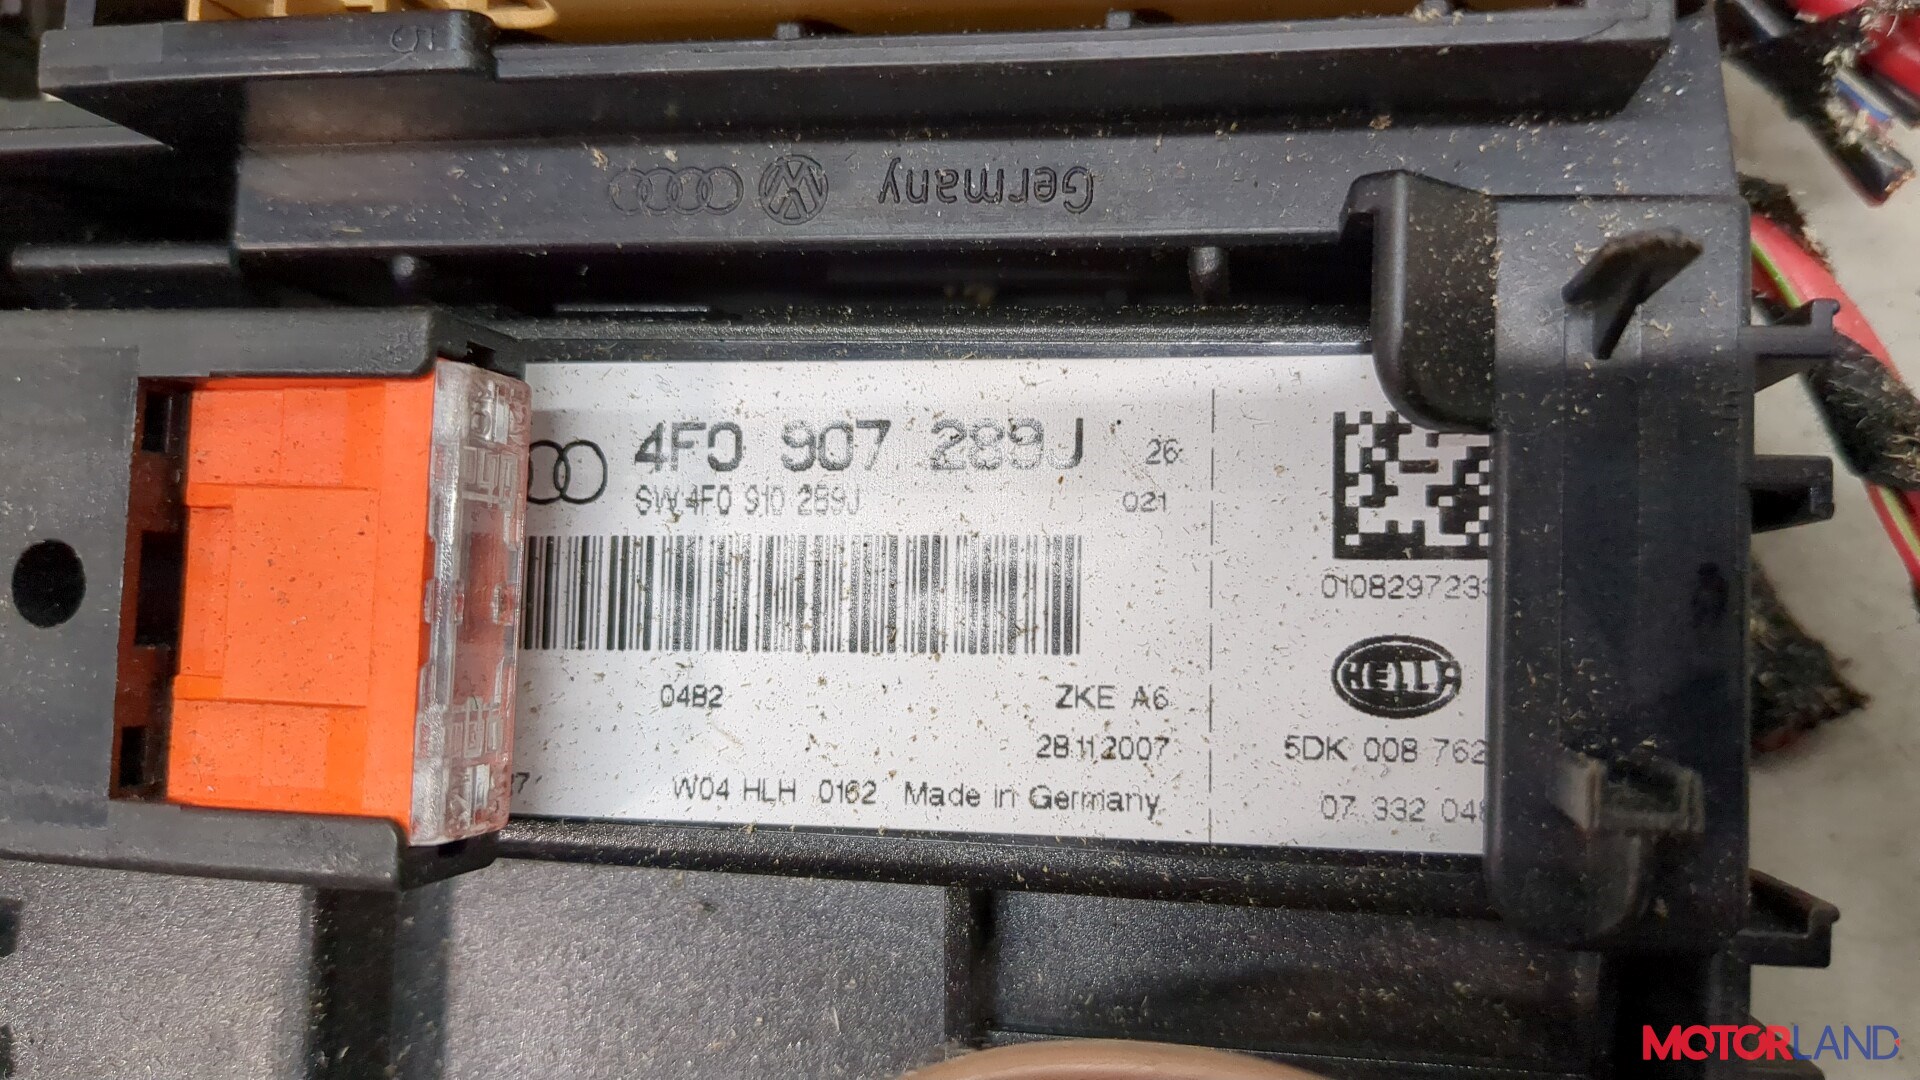 Germany
4F0 907 289J 26
SW 4F0 910 289J 021
0482 ZKE A6
28.11.2007
W04 HLH 0162 Made in Germany
0108297233
HELLA
5DK 008 762
07 332 048
MOTORLAND